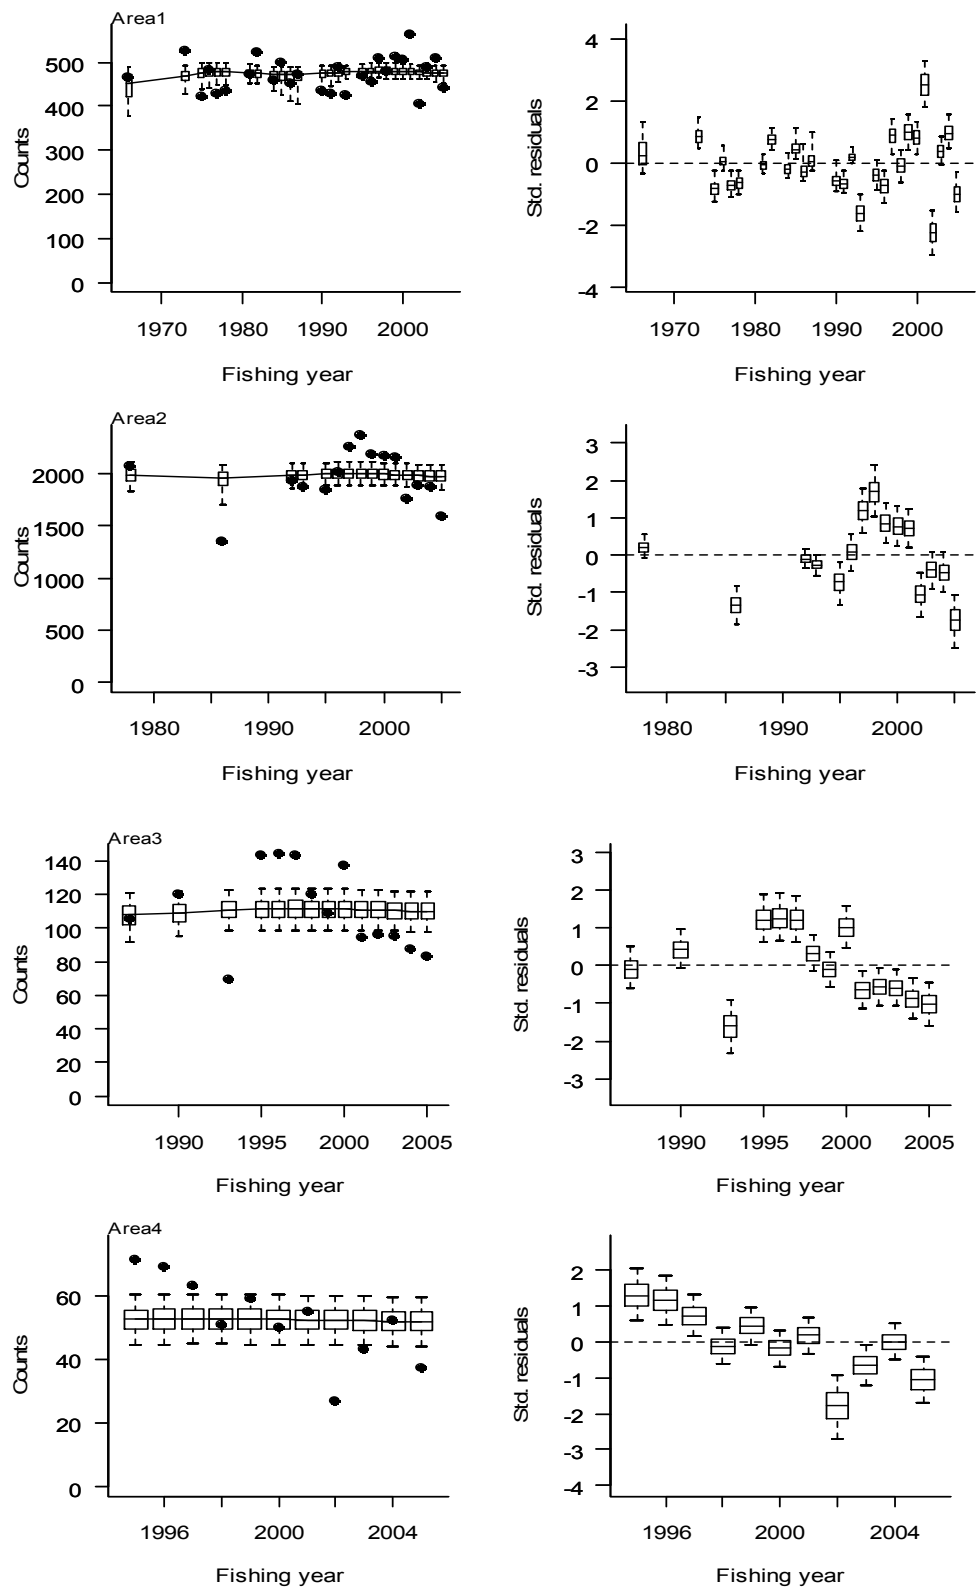 Area1
Counts
500
400
300
200
100
0
1970 1980 1990 2000
Fishing year
Std. residuals
4
2
0
-2
-4
1970 1980 1990 2000
Fishing year
Area2
Counts
2000
1500
1000
500
0
1980 1990 2000
Fishing year
Std. residuals
3
2
1
0
-1
-2
-3
1980 1990 2000
Fishing year
Area3
Counts
140
120
100
80
60
40
20
0
1990 1995 2000 2005
Fishing year
Std. residuals
3
2
1
0
-1
-2
-3
1990 1995 2000 2005
Fishing year
Area4
Counts
60
40
20
0
1996 2000 2004
Fishing year
Std. residuals
2
1
0
-1
-2
-3
-4
1996 2000 2004
Fishing year